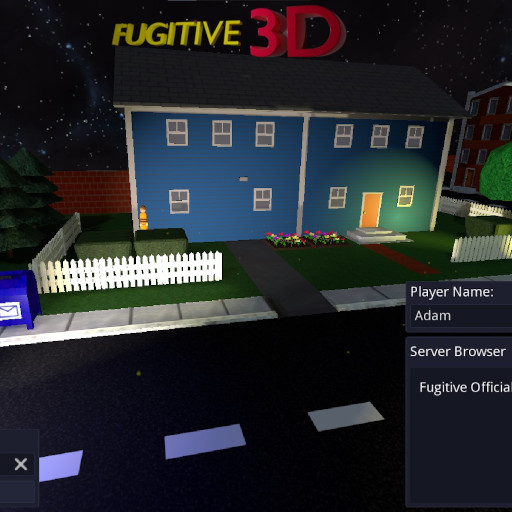 FUGITIVE 3D
Player Name:
Adam
Server Browser
Fugitive Official